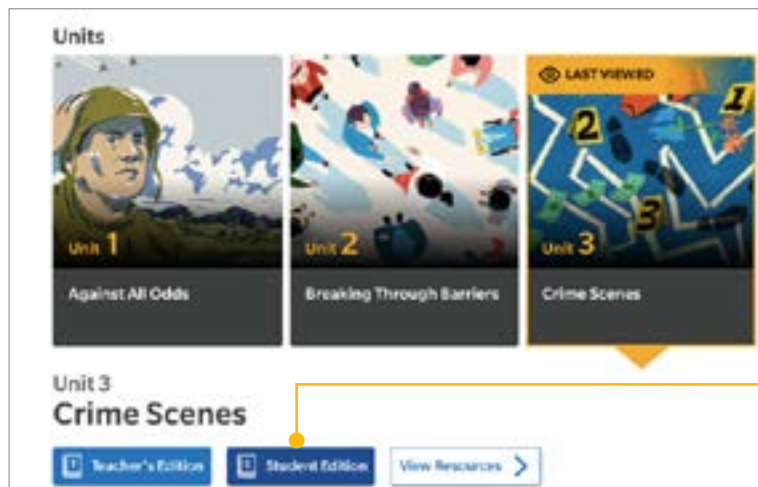 Units
LAST VIEWED
1
2
3
Unit 1
Unit 2
Unit 3
Against All Odds
Breaking Through Barriers
Crime Scenes
Unit 3
Crime Scenes
Teacher's Edition
Student Edition
View Resources